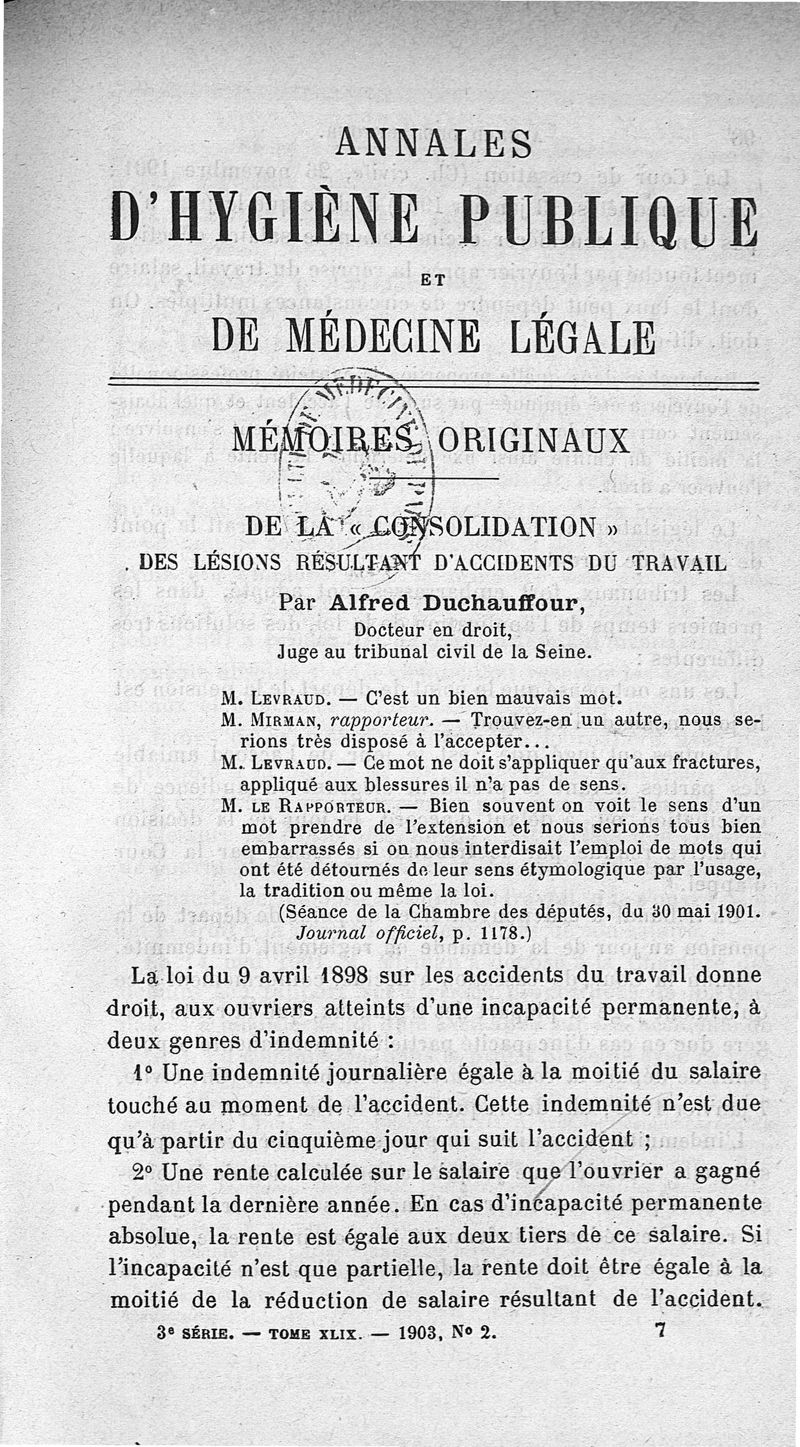 ANNALES
D'HYGIÈNE PUBLIQUE
ET
DE MÉDECINE LÉGALE
MÉMOIRES ORIGINAUX
DE LA « CONSOLIDATION »
DES LÉSIONS RÉSULTANT D'ACCIDENTS DU TRAVAIL
Par Alfred Duchauffour,
Docteur en droit,
Juge au tribunal civil de la Seine.
M. LEVRAUD. — C'est un bien mauvais mot.
M. MIRMAN, rapporteur. — Trouvez-en un autre, nous se-
rions très disposé à l'accepter...
M. LEVRAUD. — Ce mot ne doit s'appliquer qu'aux fractures,
appliqué aux blessures il n'a pas de sens.
M. LE RAPPORTEUR. — Bien souvent on voit le sens d'un
mot prendre de l'extension et nous serions tous bien
embarrassés si on nous interdisait l'emploi de mots qui
ont été détournés de leur sens étymologique par l'usage,
la tradition ou même la loi.
(Séance de la Chambre des députés, du 30 mai 1901.
Journal officiel, p. 1178.)
La loi du 9 avril 1898 sur les accidents du travail donne
droit, aux ouvriers atteints d'une incapacité permanente, à
deux genres d'indemnité :
1º Une indemnité journalière égale à la moitié du salaire
touché au moment de l'accident. Cette indemnité n'est due
qu'à partir du cinquième jour qui suit l'accident ;
2º Une rente calculée sur le salaire que l'ouvrier a gagné
pendant la dernière année. En cas d'incapacité permanente
absolue, la rente est égale aux deux tiers de ce salaire. Si
l'incapacité n'est que partielle, la rente doit être égale à la
moitié de la réduction de salaire résultant de l'accident.
3e SÉRIE. — TOME XLIX. — 1903, Nº 2. 7